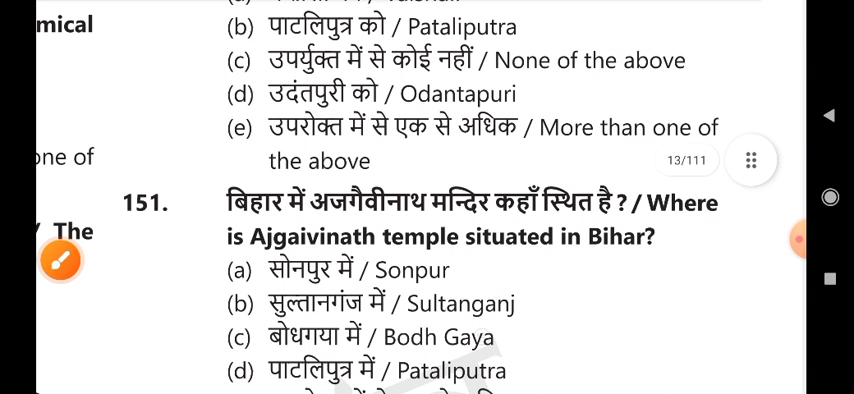 mical
(b) पाटलिपुत्र को / Pataliputra
(c) उपर्युक्त में से कोई नहीं / None of the above
(d) उदंतपुरी को / Odantapuri
(e) उपरोक्त में से एक से अधिक / More than one of
one of
the above
13/111
151. बिहार में अजगैवीनाथ मन्दिर कहाँ स्थित है ? / Where
/ The
is Ajgaivinath temple situated in Bihar?
(a) सोनपुर में / Sonpur
(b) सुल्तानगंज में / Sultanganj
(c) बोधगया में / Bodh Gaya
(d) पाटलिपुत्र में / Pataliputra